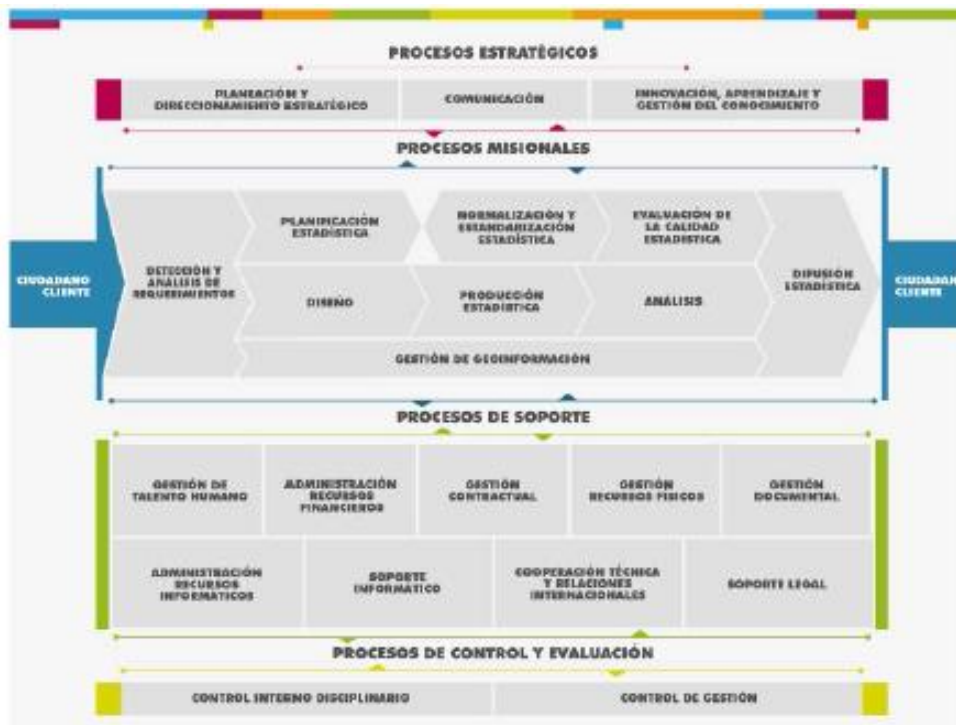 PROCESOS ESTRATÉGICOS
PLANEACIÓN Y
DIRECCIONAMIENTO ESTRATÉGICO
COMUNICACIÓN
INNOVACIÓN, APRENDIZAJE Y
GESTIÓN DEL CONOCIMIENTO
PROCESOS MISIONALES
CIUDADANO
CLIENTE
DETECCIÓN Y
ANÁLISIS DE
REQUERIMIENTOS
PLANIFICACIÓN
ESTADÍSTICA
NORMALIZACIÓN Y
ESTANDARIZACIÓN
ESTADÍSTICA
EVALUACIÓN DE
LA CALIDAD
ESTADÍSTICA
DISEÑO
PRODUCCIÓN
ESTADÍSTICA
ANÁLISIS
GESTIÓN DE GEOINFORMACIÓN
DIFUSIÓN
ESTADÍSTICA
CIUDADAN
CLIENTE
PROCESOS DE SOPORTE
GESTIÓN DE
TALENTO HUMANO
ADMINISTRACIÓN
RECURSOS
FINANCIEROS
GESTIÓN
CONTRACTUAL
GESTIÓN
RECURSOS FÍSICOS
GESTIÓN
DOCUMENTAL
ADMINISTRACIÓN
RECURSOS
INFORMÁTICOS
SOPORTE
INFORMÁTICO
COOPERACIÓN TÉCNICA
Y RELACIONES
INTERNACIONALES
SOPORTE LEGAL
PROCESOS DE CONTROL Y EVALUACIÓN
CONTROL INTERNO DISCIPLINARIO
CONTROL DE GESTIÓN